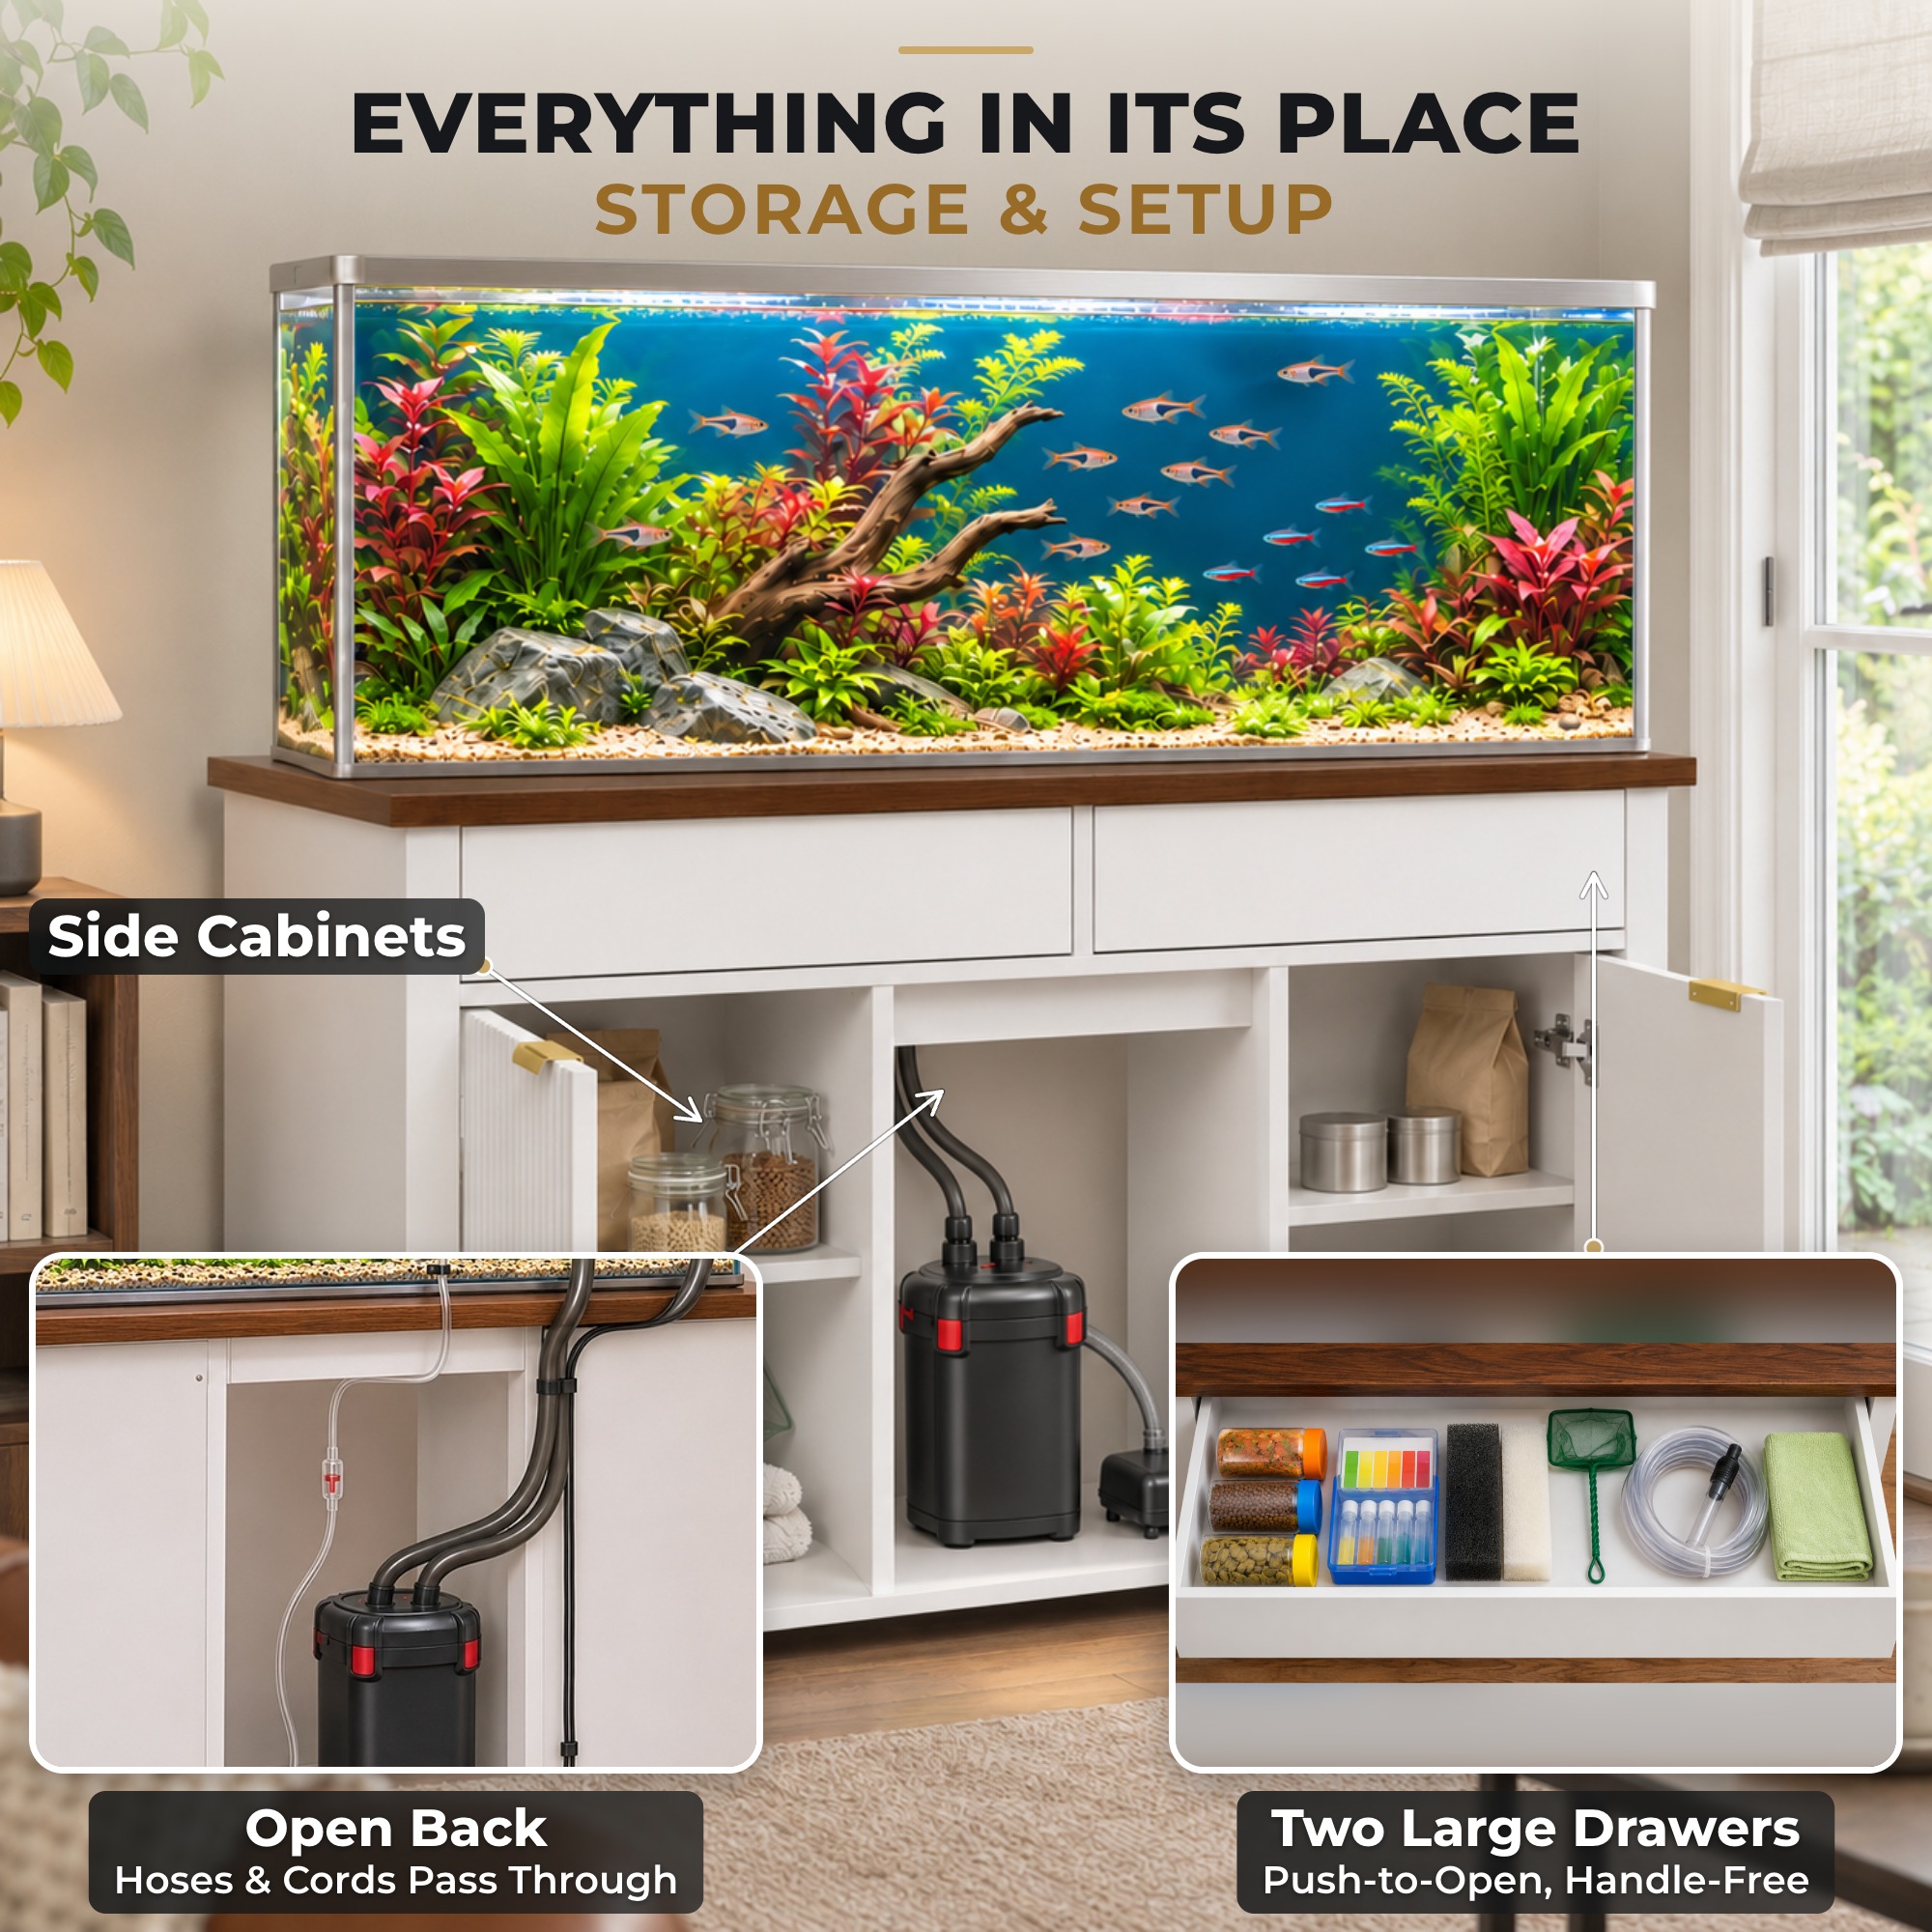 EVERYTHING IN ITS PLACE
STORAGE & SETUP
Side Cabinets
Open Back
Hoses & Cords Pass Through
Two Large Drawers
Push-to-Open, Handle-Free